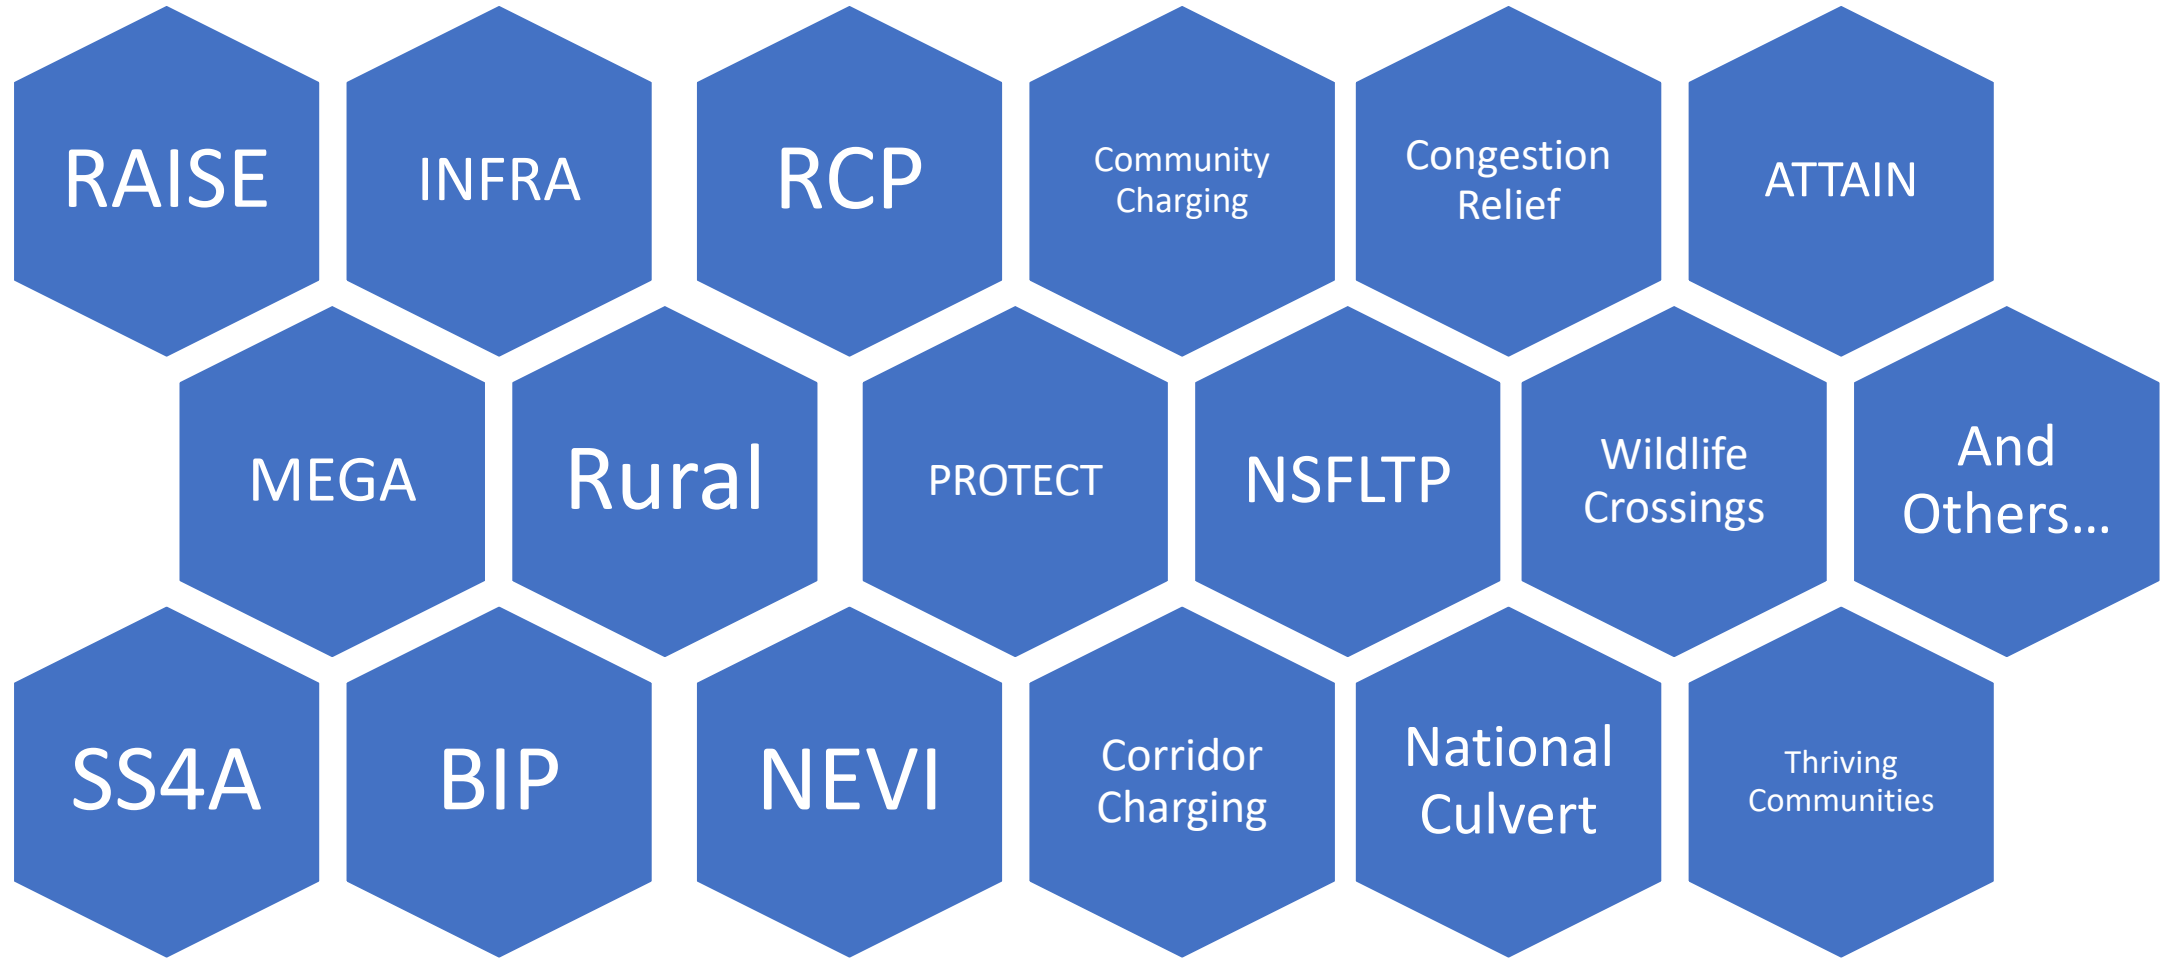 RAISE
INFRA
RCP
Community
Charging
Congestion
Relief
ATTAIN
MEGA
Rural
PROTECT
NSFLTP
Wildlife
Crossings
And
Others...
SS4A
BIP
NEVI
Corridor
Charging
National
Culvert
Thriving
Communities